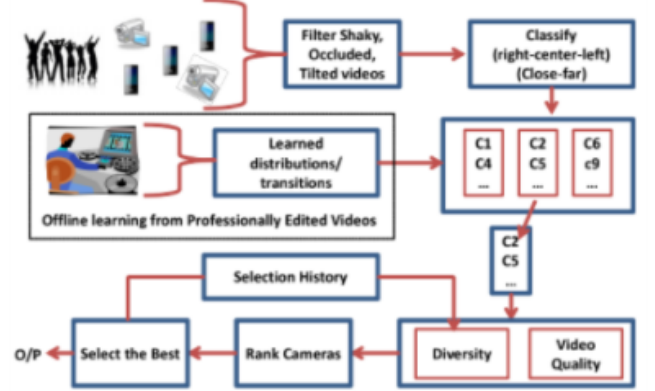 Filter Shaky,
Occluded,
Tilted videos
Classify
(right-center-left)
(Close-far)
Learned
distributions/
transitions
Offline learning from Professionally Edited Videos
C1
C4
...
C2
C5
...
C6
c9
...
C2
C5
...
Selection History
O/P
Select the Best
Rank Cameras
Diversity
Video
Quality